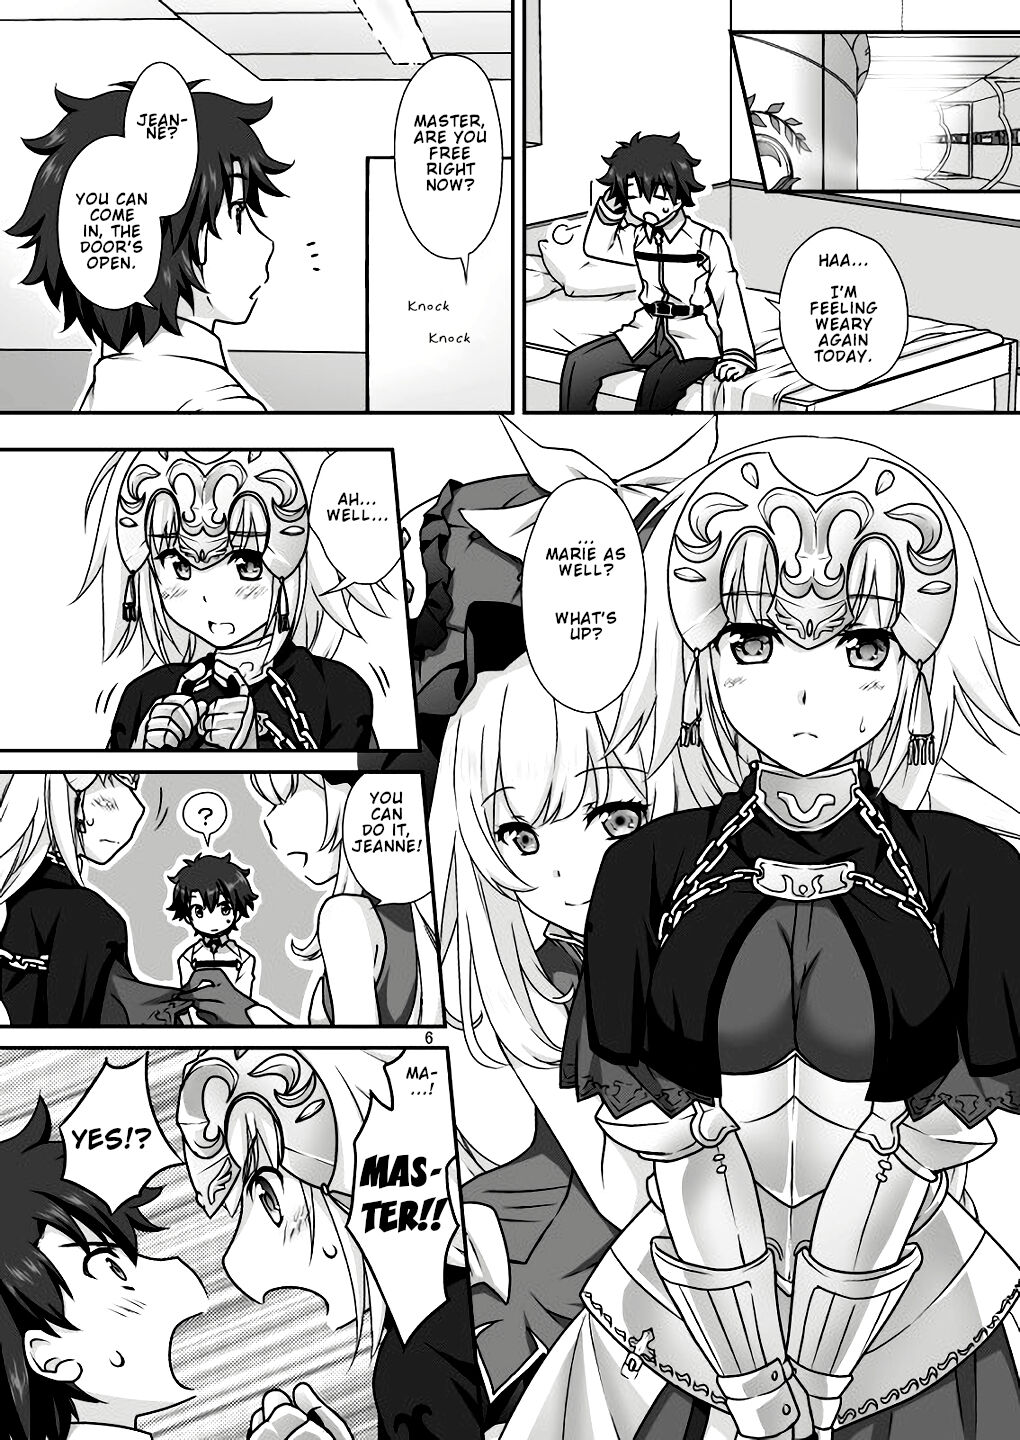 HAA...
I'M
FEELING
WEARY
AGAIN
TODAY.
MASTER,
ARE YOU
FREE
RIGHT
NOW?
Knock
Knock
JEAN-
NE?
YOU CAN
COME
IN, THE
DOOR'S
OPEN.
...
MARIE AS
WELL?
WHAT'S
UP?
AH...
WELL...
?
YOU
CAN
DO IT,
JEANNE!
6
MA-
...!
MAS-
TER!!
YES!?